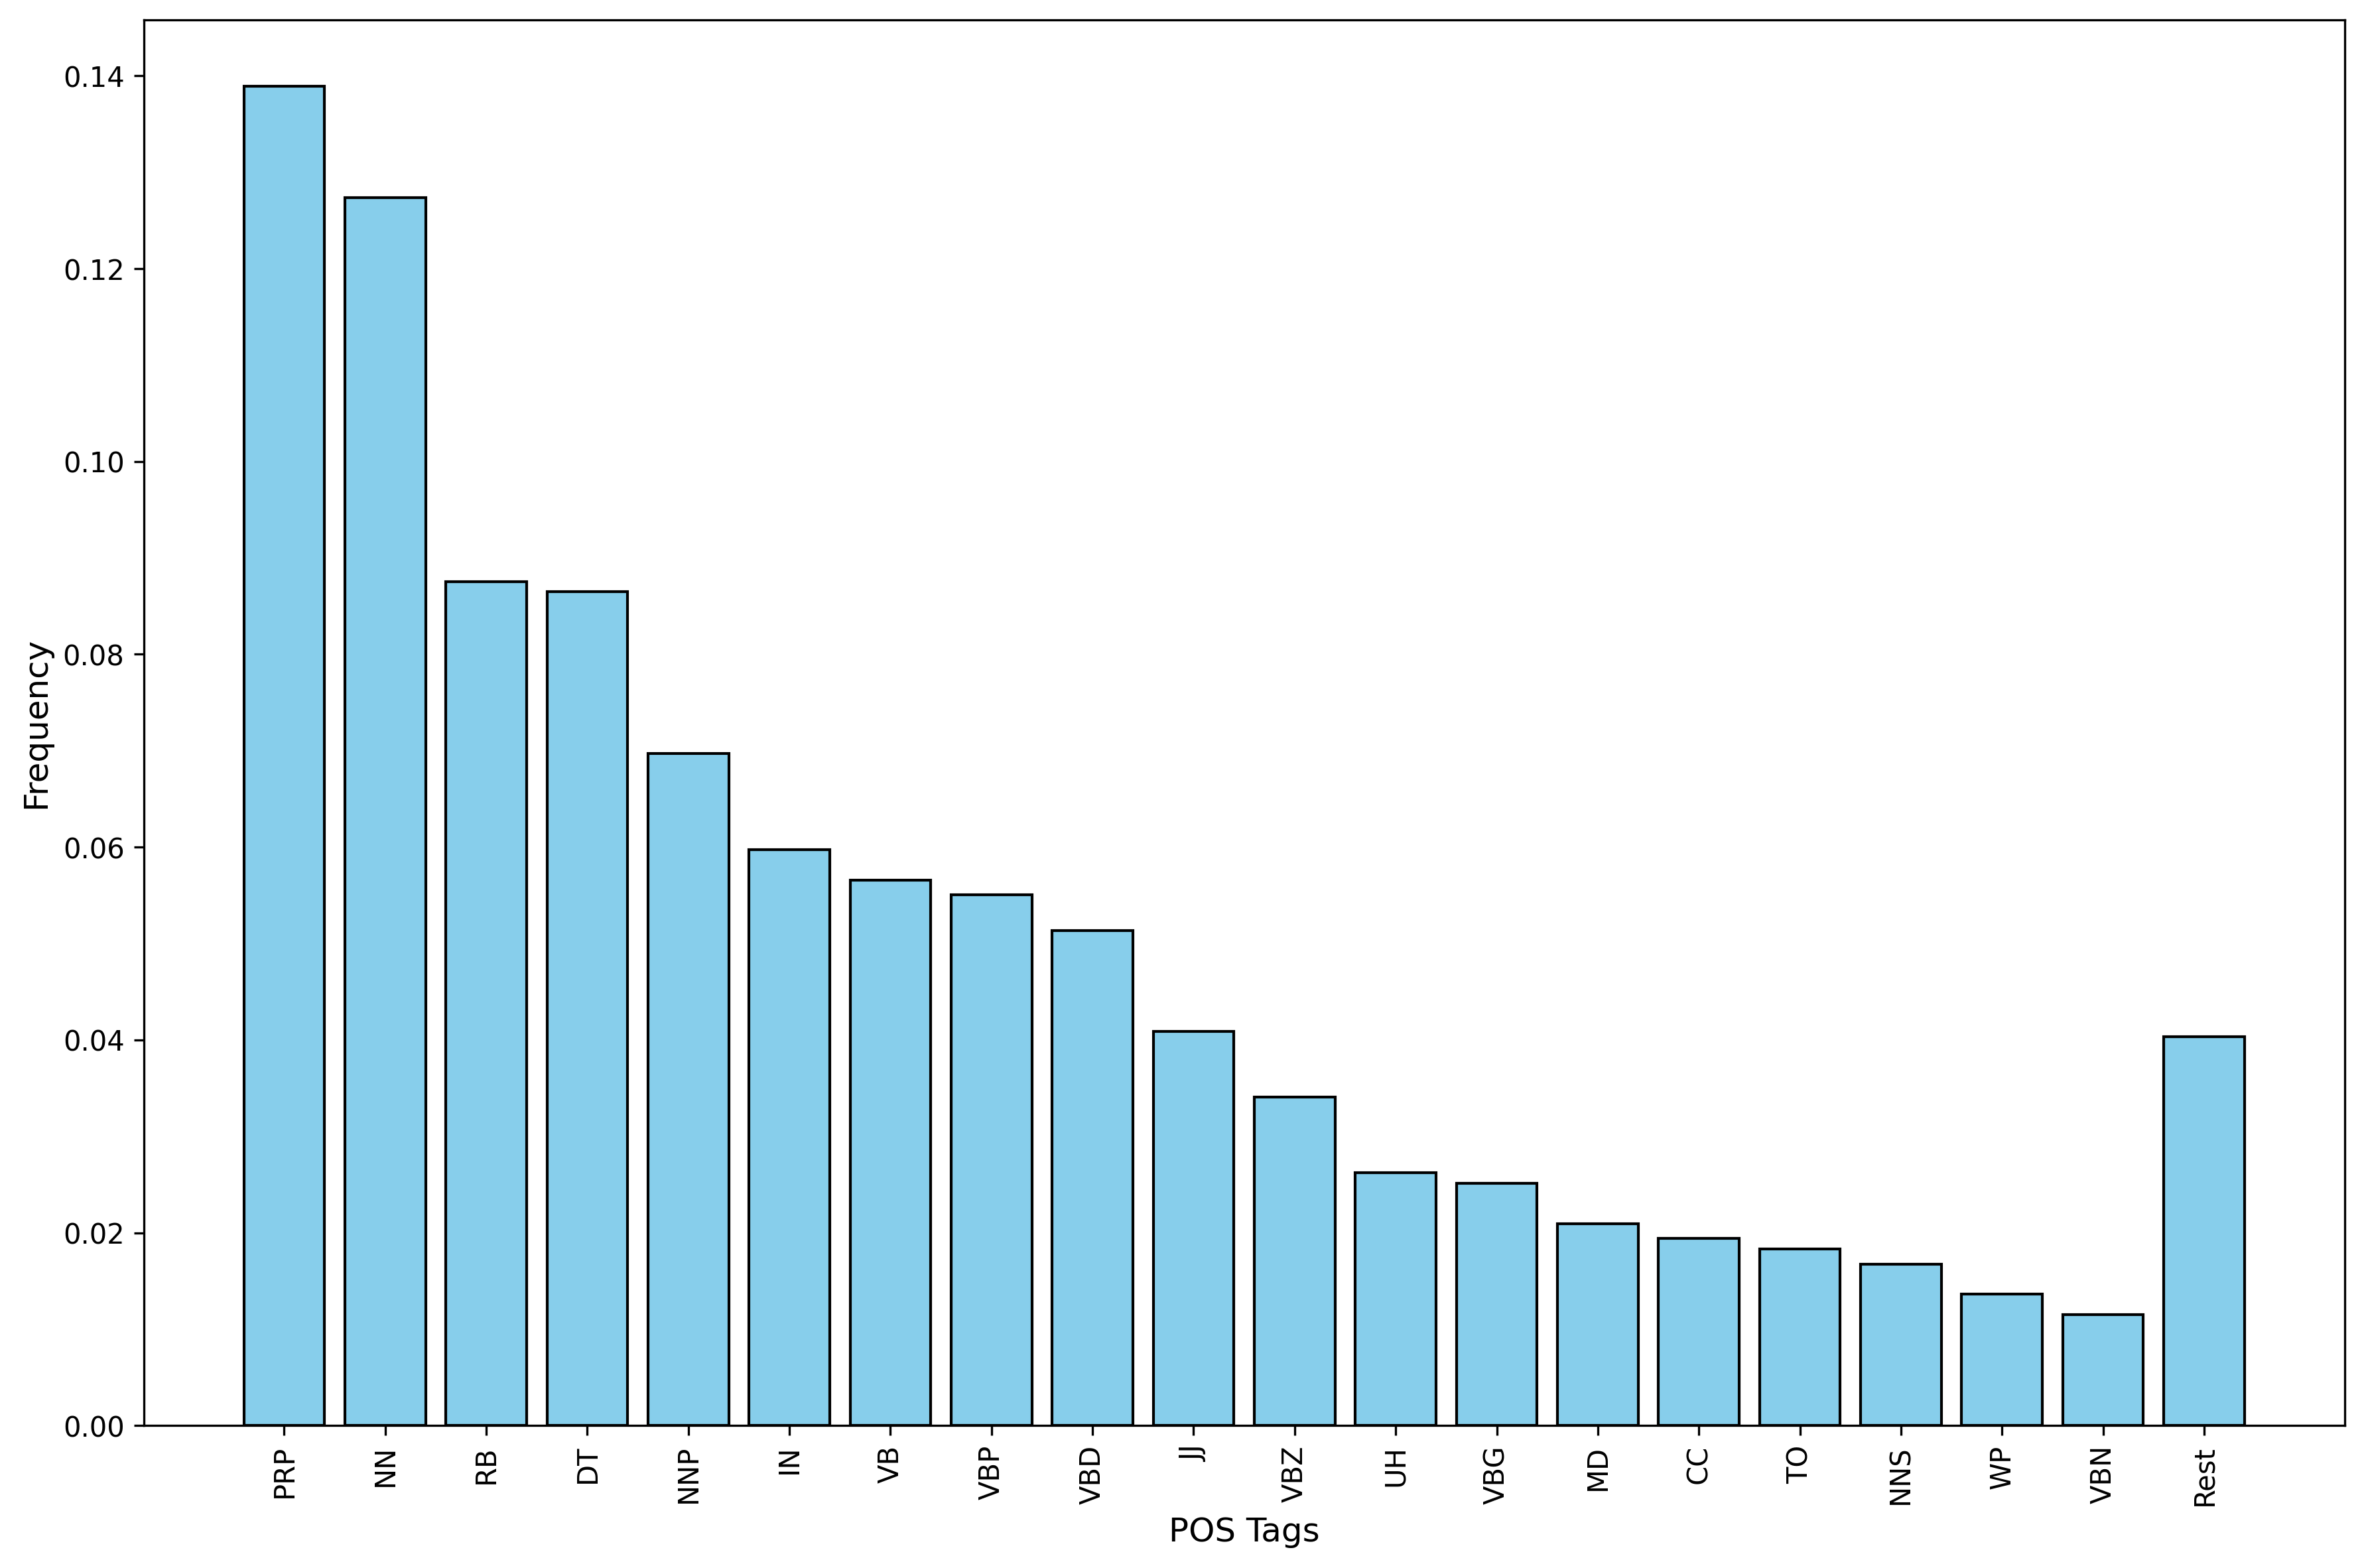 Frequency
0.14
0.12
0.10
0.08
0.06
0.04
0.02
0.00
PRP NN RB DT NNP IN VB VBP VBD JJ VBZ UH VBG MD CC TO NNS WP VBN Rest
POS Tags